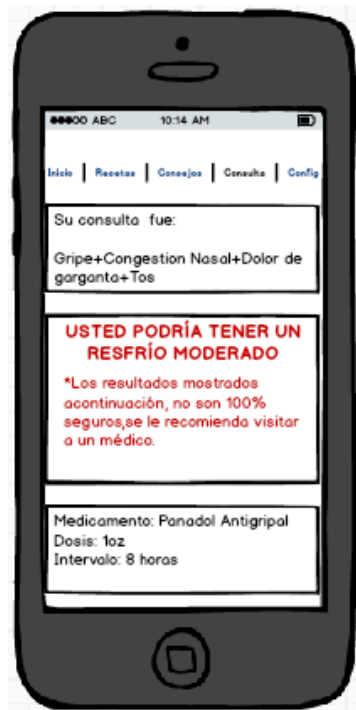 ABC 10:14 AM
Inicio | Recetas | Consejos | Consulta | Config
Su consulta fue:
Gripe+Congestion Nasal+Dolor de
garganta+Tos
USTED PODRÍA TENER UN
RESFRÍO MODERADO
*Los resultados mostrados
acontinuación, no son 100%
seguros,se le recomienda visitar
a un médico.
Medicamento: Panadol Antigripal
Dosis: 1oz
Intervalo: 8 horas